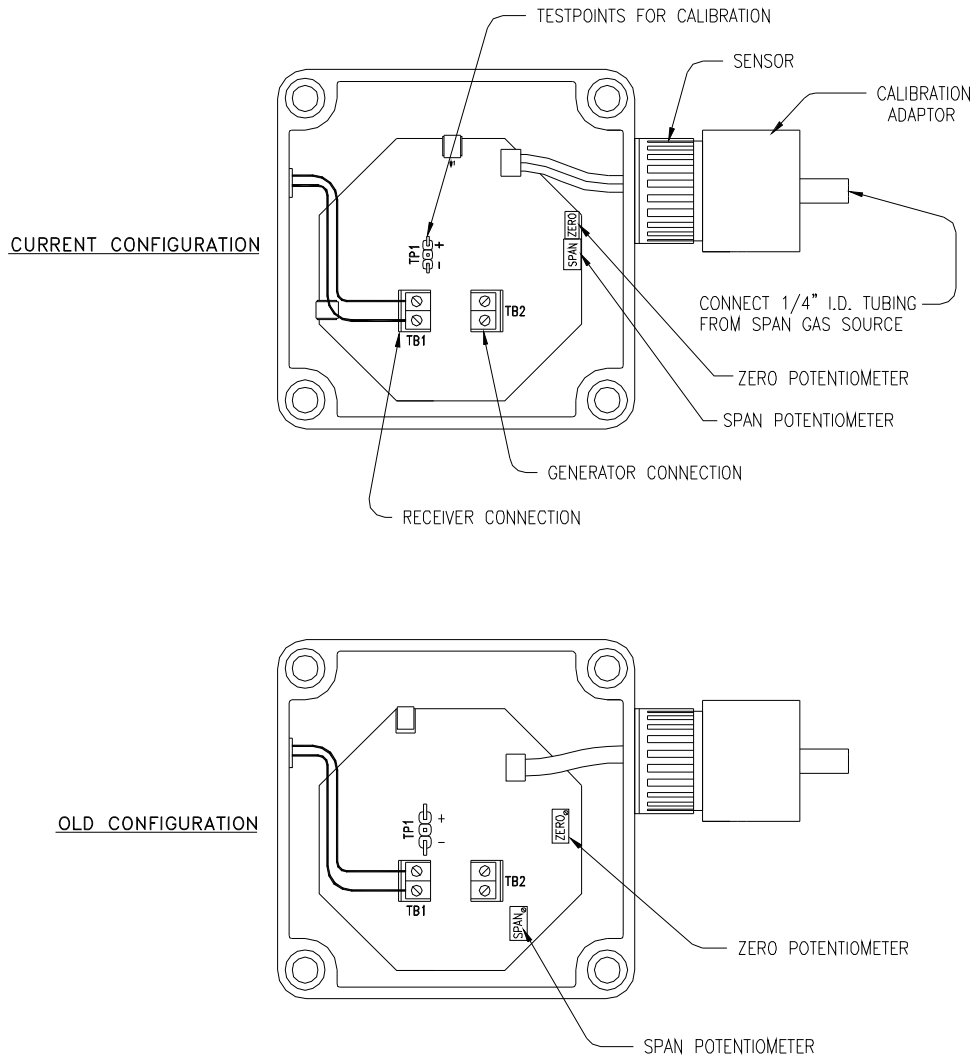 TESTPOINTS FOR CALIBRATION
SENSOR
CALIBRATION
ADAPTOR
CURRENT CONFIGURATION
TP1
+
-
ZERO
SPAN
TB1
TB2
CONNECT 1/4" I.D. TUBING
FROM SPAN GAS SOURCE
ZERO POTENTIOMETER
SPAN POTENTIOMETER
GENERATOR CONNECTION
RECEIVER CONNECTION
OLD CONFIGURATION
TP1
+
-
ZERO
TB1
TB2
SPAN
ZERO POTENTIOMETER
SPAN POTENTIOMETER